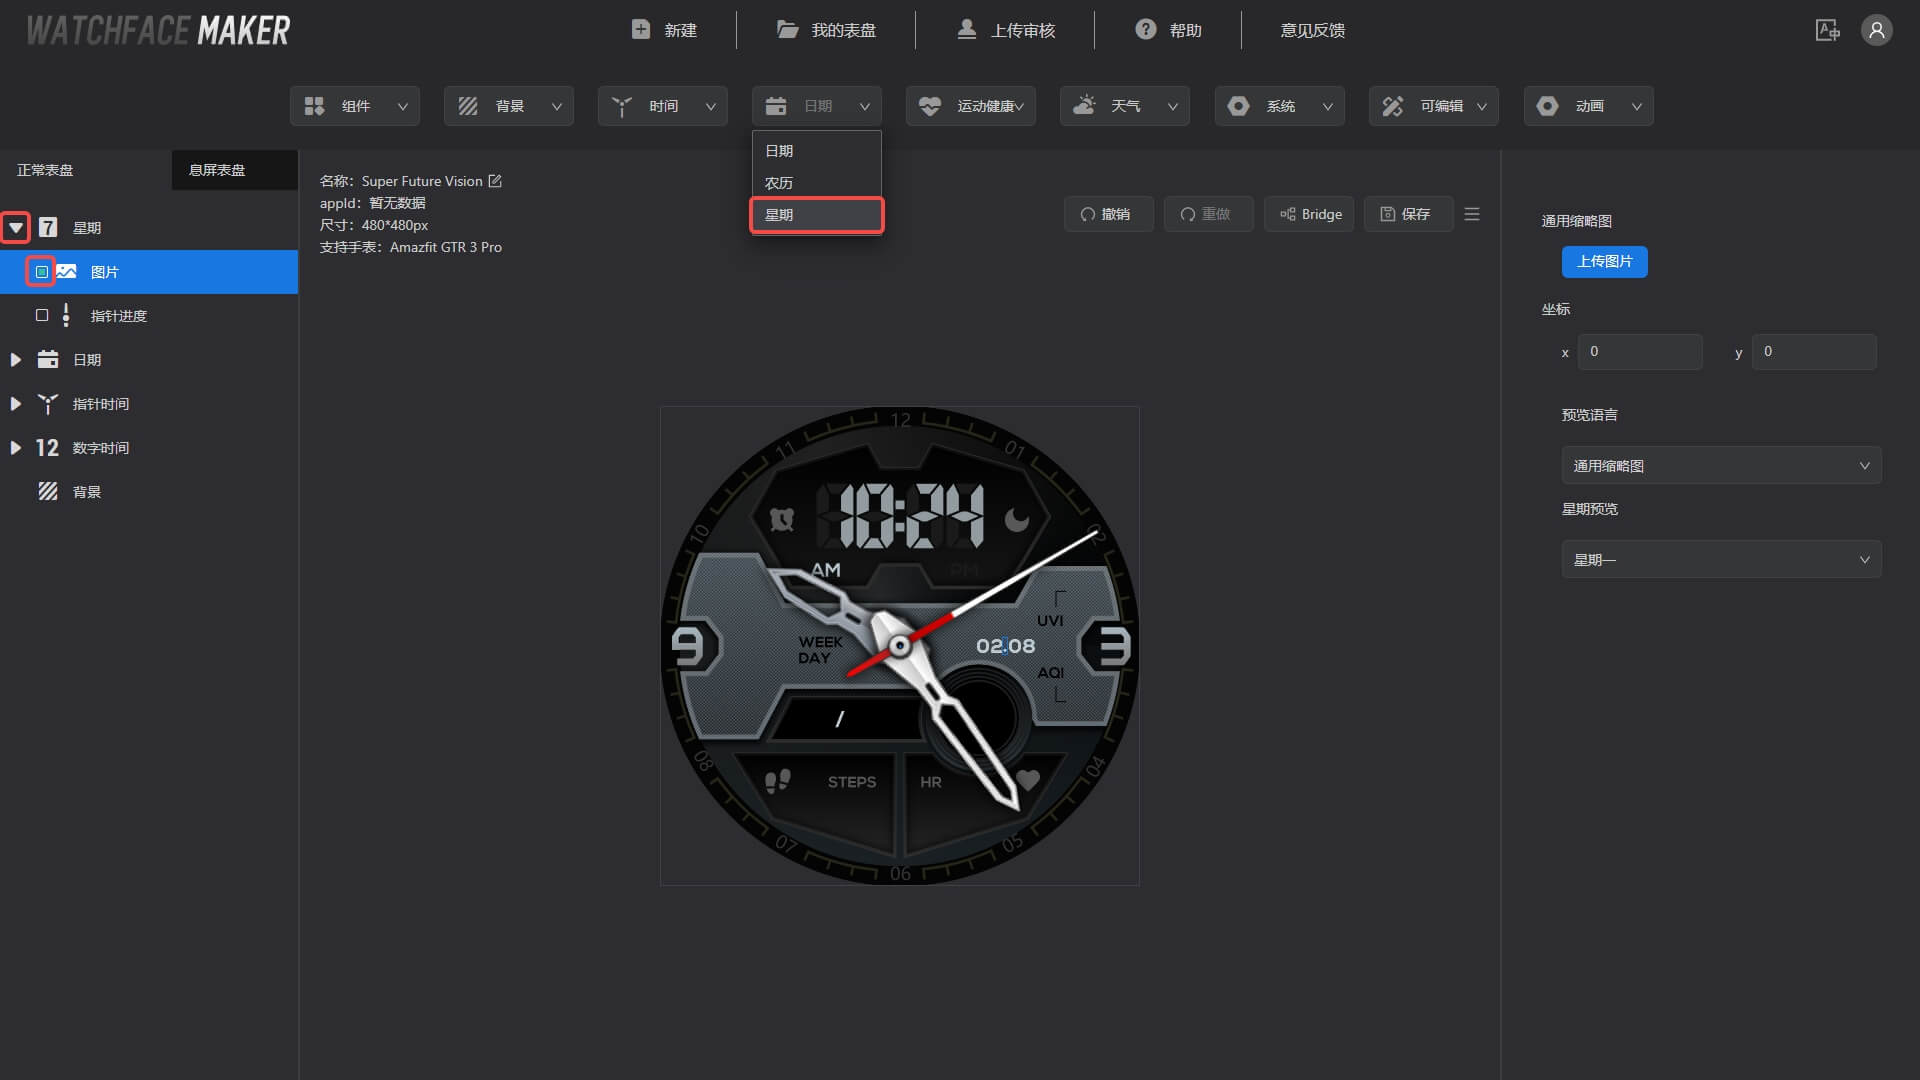 WATCHFACE MAKER
新建
我的表盘
上传审核
帮助
意见反馈
组件
背景
时间
日期
运动健康
天气
系统
可编辑
动画
日期
农历
星期
正常表盘
息屏表盘
7 星期
图片
指针进度
日期
指针时间
12 数字时间
背景
名称：Super Future Vision
appId：暂无数据
尺寸：480*480px
支持手表：Amazfit GTR 3 Pro
撤销
重做
Bridge
保存
12
01
02
3
04
05
06
07
08
9
10
11
10:24
AM
PM
UVI
WEEK
DAY
02.08
AQI
/
STEPS
HR
通用缩略图
上传图片
坐标
x 0
y 0
预览语言
通用缩略图
星期预览
星期一